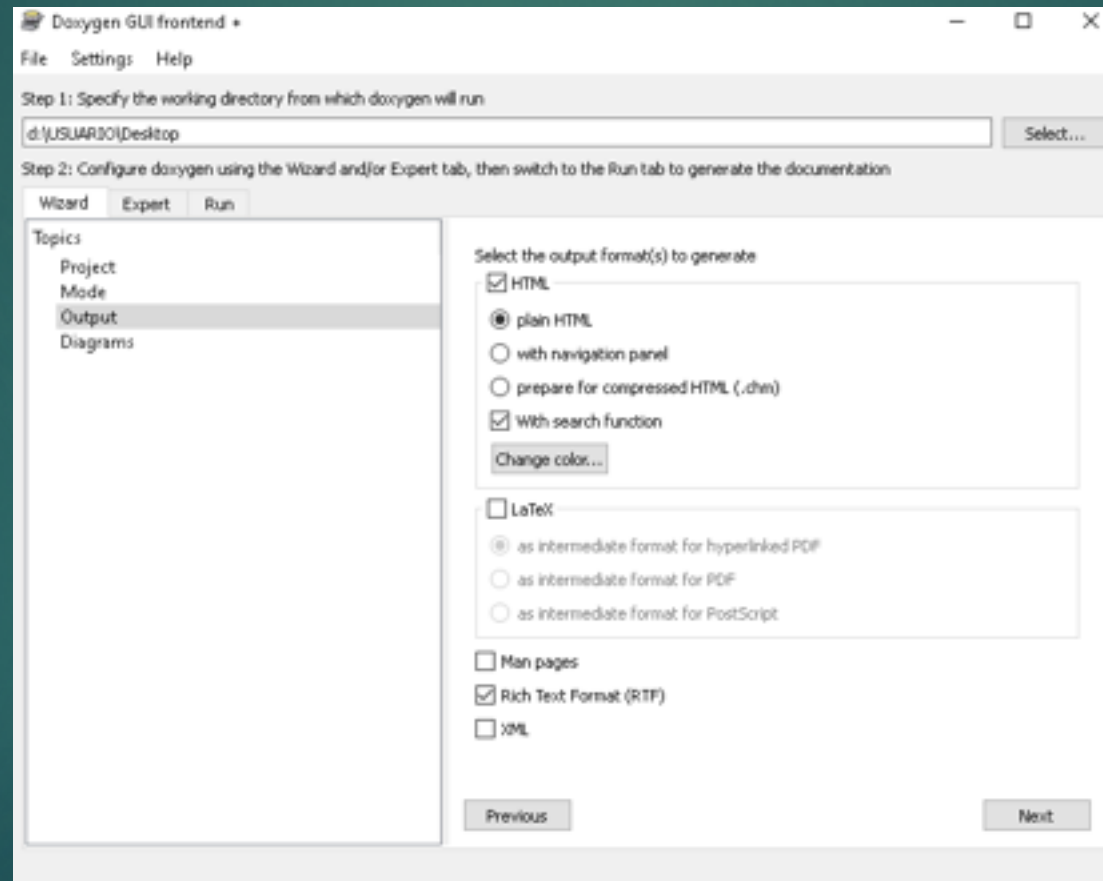 Doxygen GUI frontend +
File Settings Help
Step 1: Specify the working directory from which doxygen will run
d:\USUARIO\Desktop
Select...
Step 2: Configure doxygen using the Wizard and/or Expert tab, then switch to the Run tab to generate the documentation
Wizard Expert Run
Topics
Project
Mode
Output
Diagrams
Select the output format(s) to generate
HTML
plain HTML
with navigation panel
prepare for compressed HTML (.chm)
With search function
Change color...
LaTeX
as intermediate format for hyperlinked PDF
as intermediate format for PDF
as intermediate format for PostScript
Man pages
Rich Text Format (RTF)
XML
Previous
Next